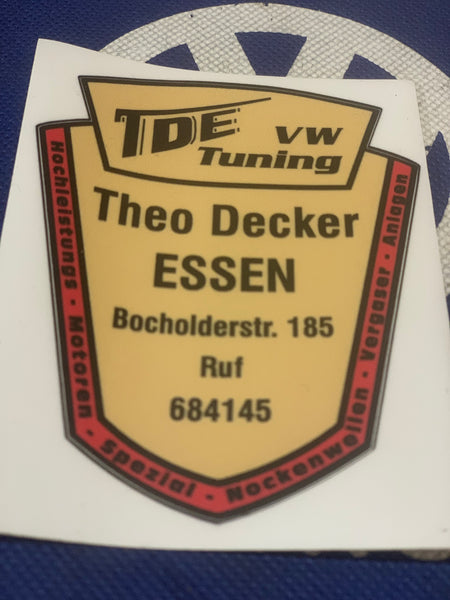 TDE VW
Tuning
Theo Decker
ESSEN
Bocholderstr. 185
Ruf
684145
Hochleistungs - Motoren - Spezial - Nockenwellen - Vergaser - Anlagen